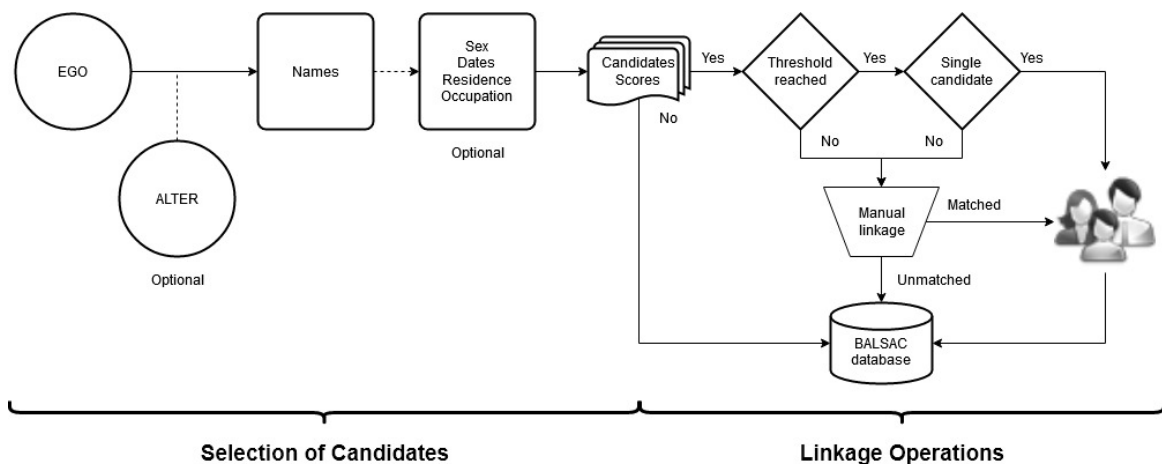 EGO
ALTER
Optional
Names
Sex
Dates
Residence
Occupation
Optional
Candidates
Scores
Yes
No
Threshold
reached
Yes
No
Single
candidate
Yes
No
Manual
linkage
Matched
Unmatched
BALSAC
database
Selection of Candidates
Linkage Operations